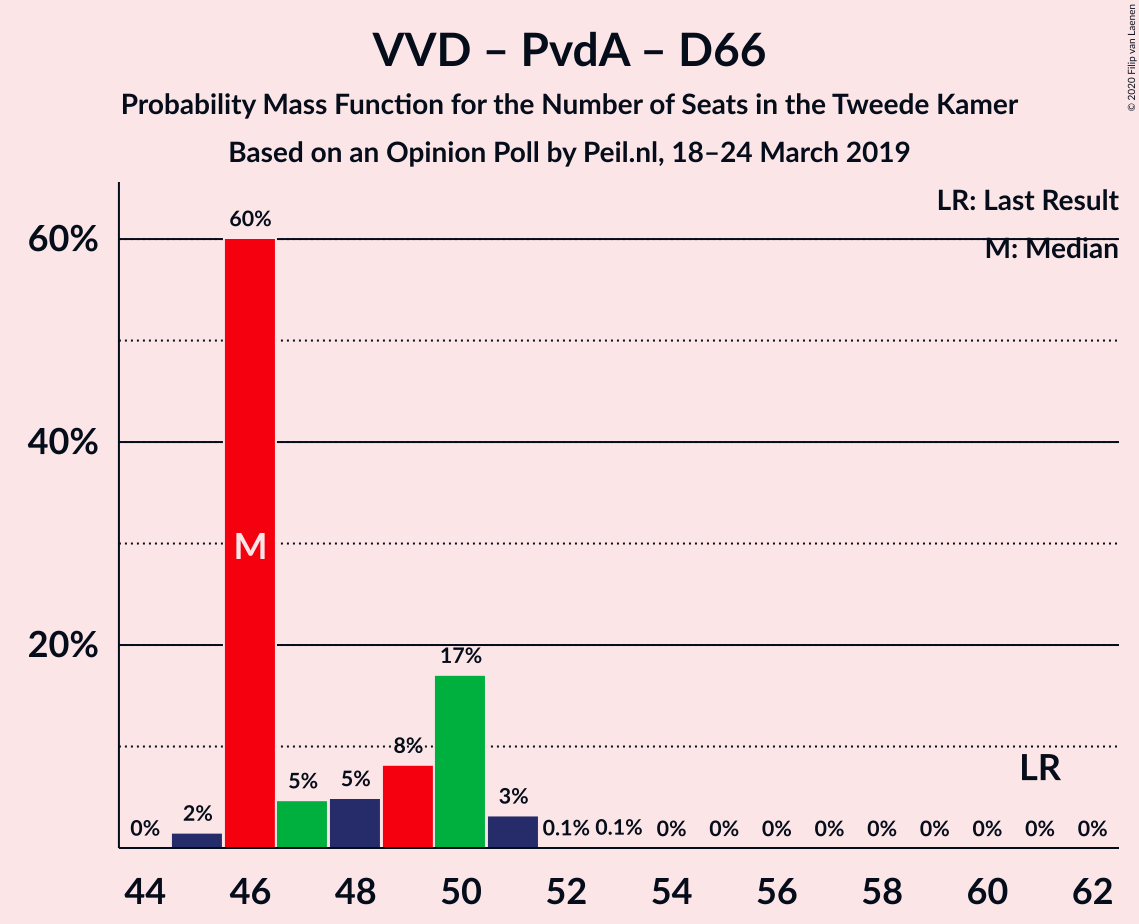 VVD – PvdA – D66
Probability Mass Function for the Number of Seats in the Tweede Kamer
Based on an Opinion Poll by Peil.nl, 18–24 March 2019
© 2020 Filip van Laenen
LR: Last Result
M: Median
60%
40%
20%
0%
2%
60%
M
5%
5%
8%
17%
3%
0.1%
0.1%
0%
0%
0%
0%
0%
0%
0%
0%
0%
LR
44 46 48 50 52 54 56 58 60 62